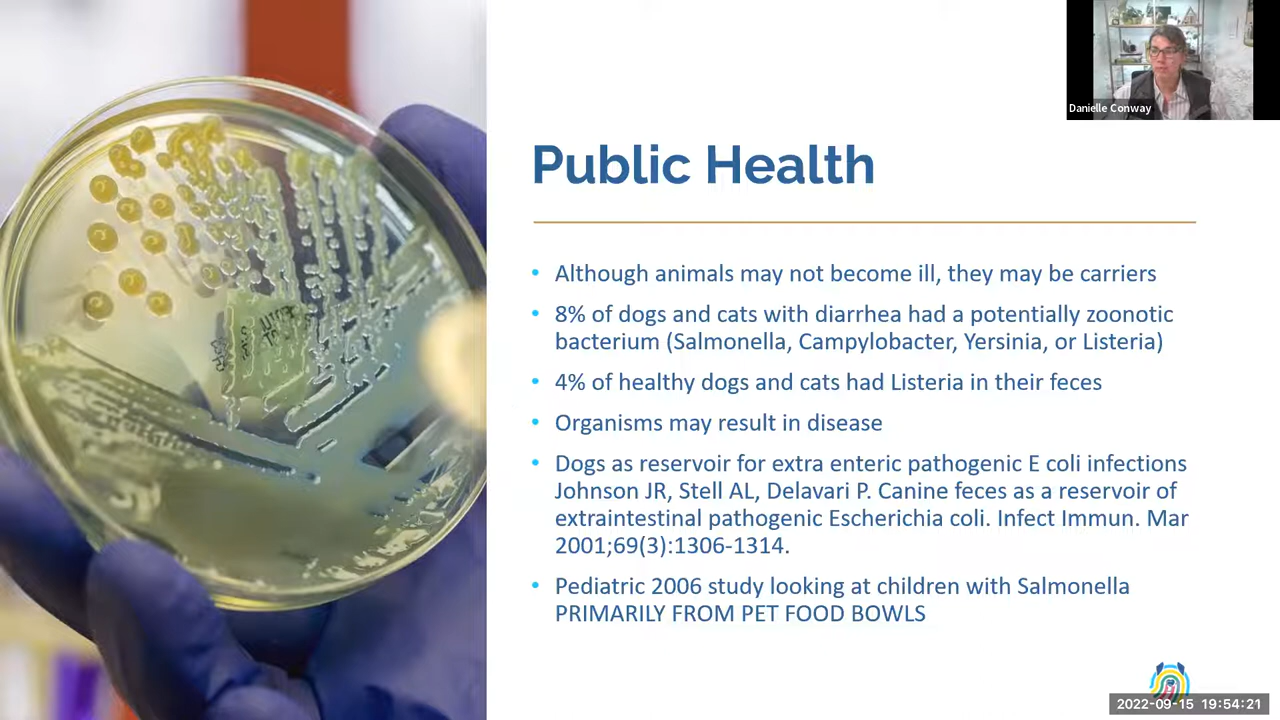 Danielle Conway
Public Health
• Although animals may not become ill, they may be carriers
• 8% of dogs and cats with diarrhea had a potentially zoonotic
bacterium (Salmonella, Campylobacter, Yersinia, or Listeria)
• 4% of healthy dogs and cats had Listeria in their feces
• Organisms may result in disease
• Dogs as reservoir for extra enteric pathogenic E coli infections
Johnson JR, Stell AL, Delavari P. Canine feces as a reservoir of
extraintestinal pathogenic Escherichia coli. Infect Immun. Mar
2001;69(3):1306-1314.
• Pediatric 2006 study looking at children with Salmonella
PRIMARILY FROM PET FOOD BOWLS
2022-09-15 19:54:21